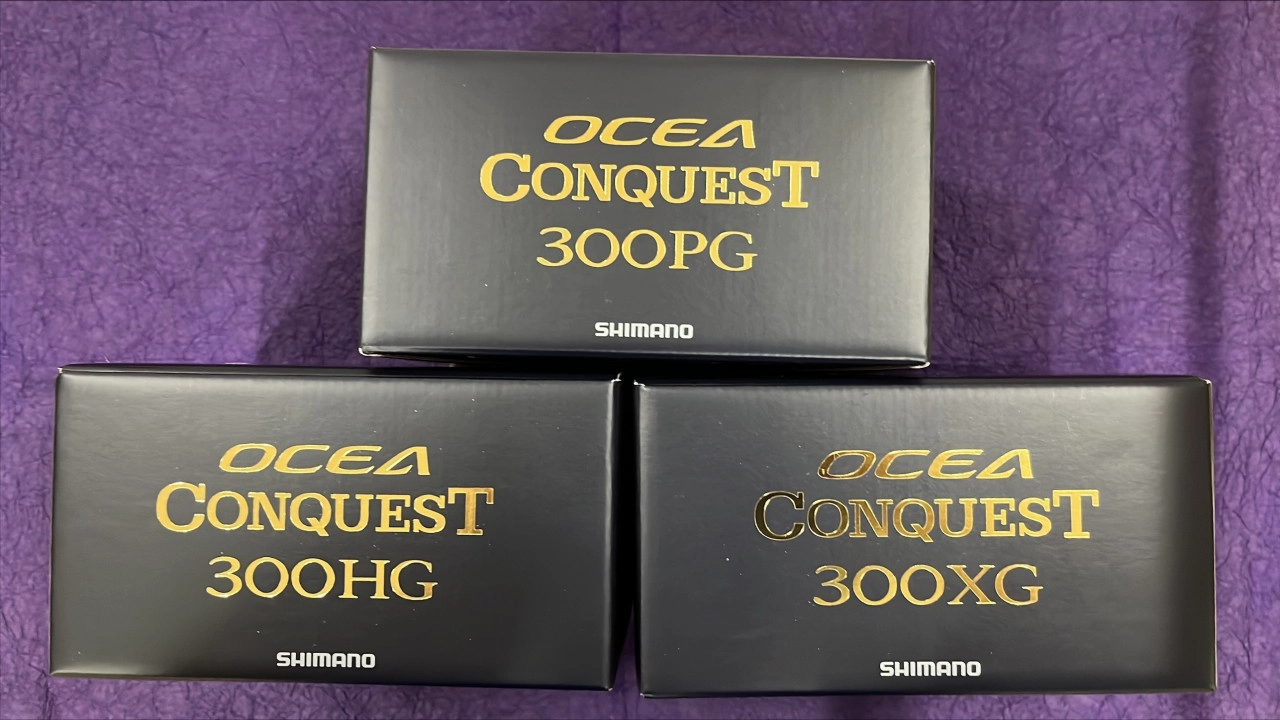 OCEA
CONQUEST
300PG
SHIMANO
OCEA
CONQUEST
300HG
SHIMANO
OCEA
CONQUEST
300XG
SHIMANO